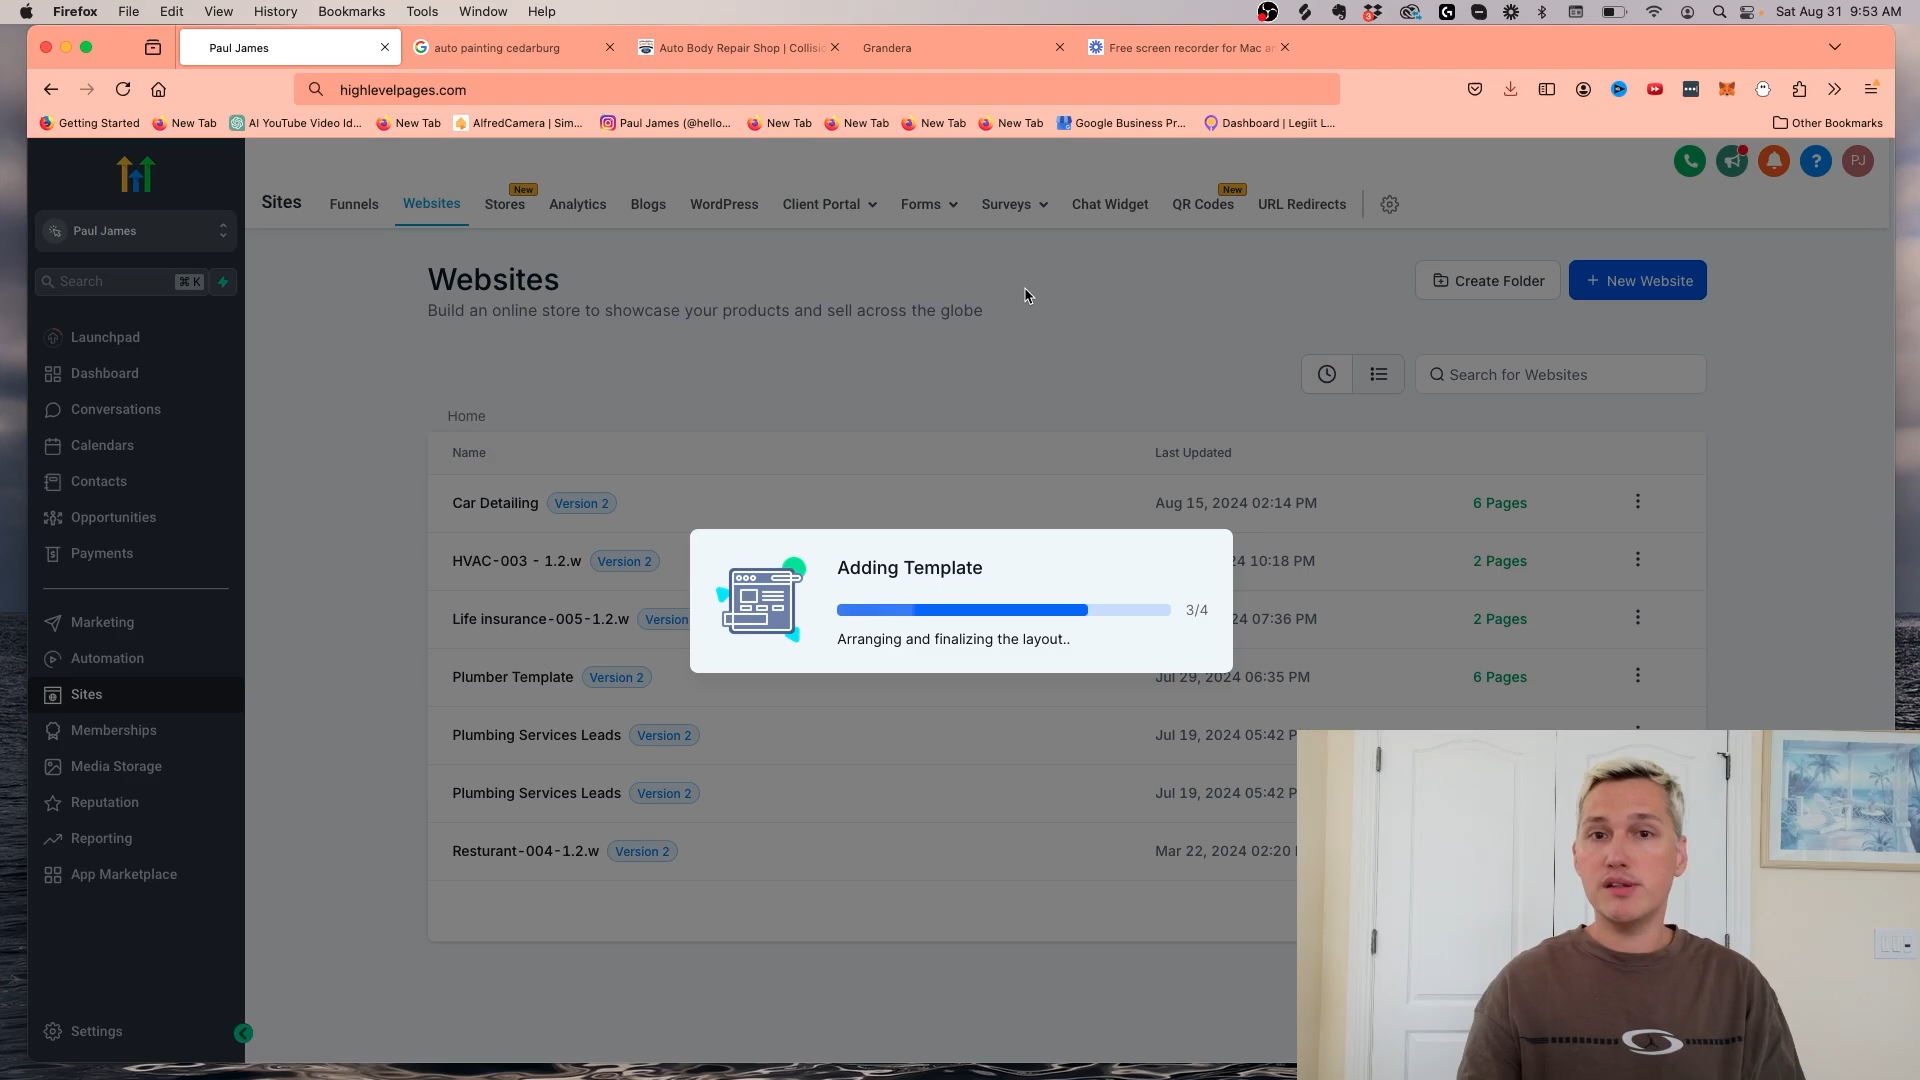 Firefox File Edit View History Bookmarks Tools Window Help
3
Sat Aug 31 9:53 AM
Paul James
auto painting cedarburg
Auto Body Repair Shop | Collisio
Grandera
Free screen recorder for Mac ar
highlevelpages.com
Getting Started
New Tab
AI YouTube Video Id...
New Tab
AlfredCamera | Sim...
Paul James (@hello...
New Tab
New Tab
New Tab
New Tab
Google Business Pr...
Dashboard | Legiit L...
Other Bookmarks
PJ
Paul James
Search ⌘ K
Launchpad
Dashboard
Conversations
Calendars
Contacts
Opportunities
Payments
Marketing
Automation
Sites
Memberships
Media Storage
Reputation
Reporting
App Marketplace
Settings
New New
Sites Funnels Websites Stores Analytics Blogs WordPress Client Portal Forms Surveys Chat Widget QR Codes URL Redirects
Websites
Build an online store to showcase your products and sell across the globe
Create Folder
+ New Website
Search for Websites
Home
Name Last Updated
Car Detailing Version 2 Aug 15, 2024 02:14 PM 6 Pages
HVAC-003 - 1.2.w Version 2 24 10:18 PM 2 Pages
Life insurance-005-1.2.w Version 24 07:36 PM 2 Pages
Plumber Template Version 2 Jul 29, 2024 06:35 PM 6 Pages
Plumbing Services Leads Version 2 Jul 19, 2024 05:42 P
Plumbing Services Leads Version 2 Jul 19, 2024 05:42 P
Resturant-004-1.2.w Version 2 Mar 22, 2024 02:20
Adding Template
3/4
Arranging and finalizing the layout..